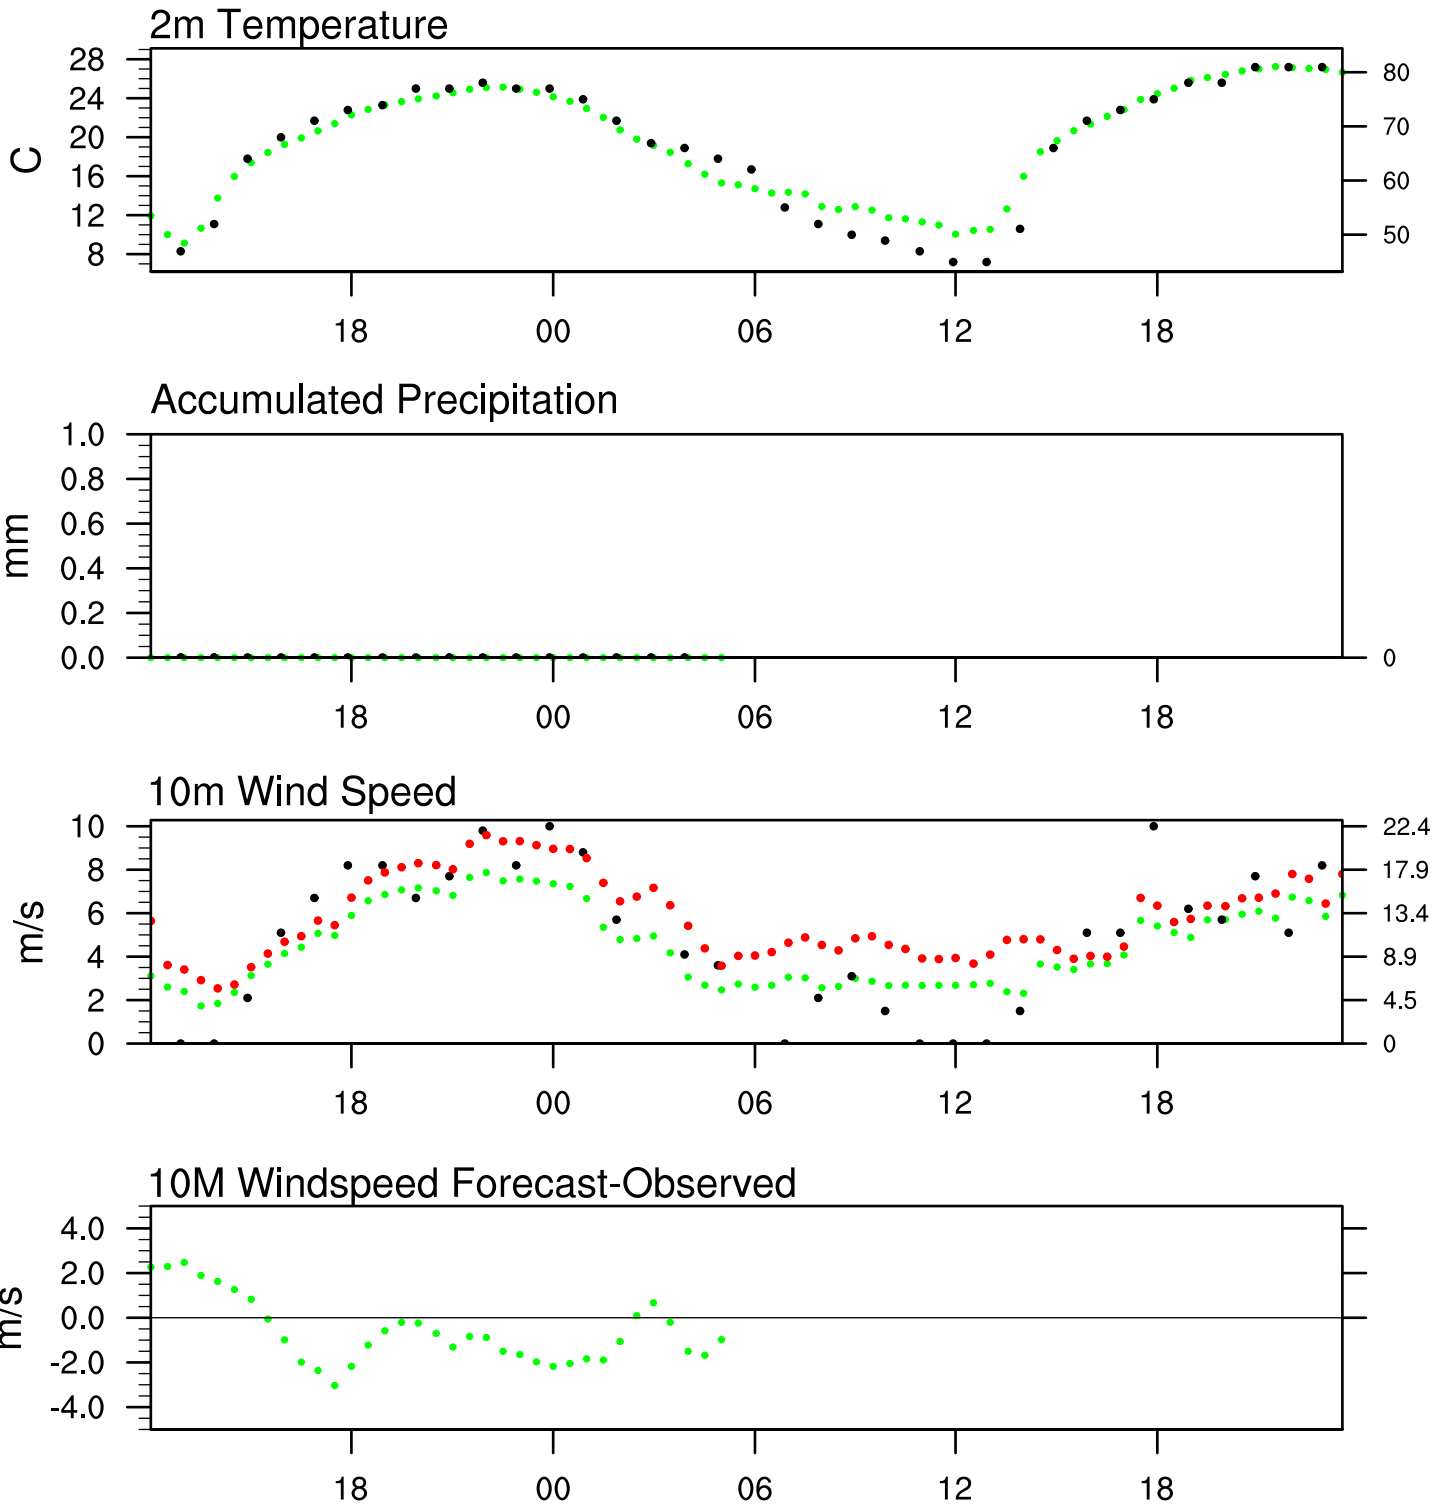 2m Temperature
28
24
20
16
12
8
C
80
70
60
50
18 00 06 12 18
Accumulated Precipitation
1.0
0.8
0.6
0.4
0.2
0.0
mm
0
18 00 06 12 18
10m Wind Speed
10
8
6
4
2
0
m/s
22.4
17.9
13.4
8.9
4.5
0
18 00 06 12 18
10M Windspeed Forecast-Observed
4.0
2.0
0.0
-2.0
-4.0
m/s
18 00 06 12 18